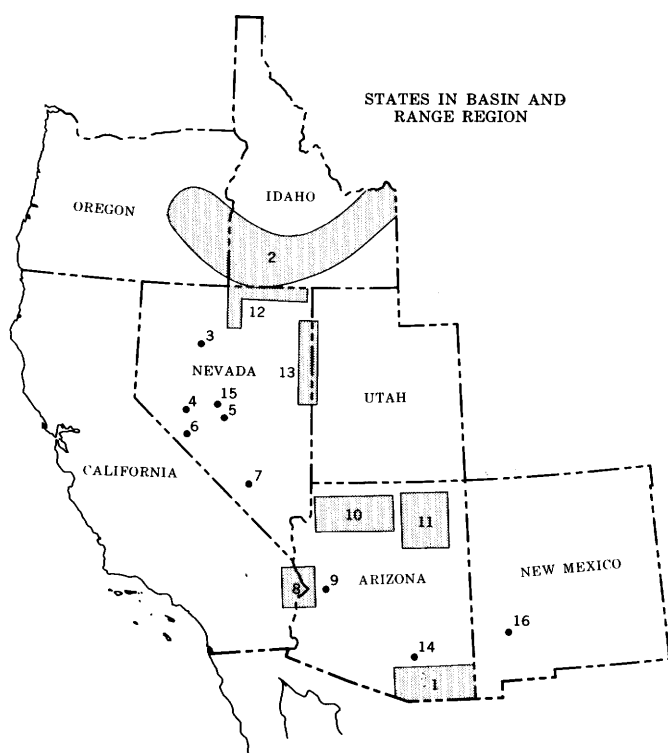 STATES IN BASIN AND
RANGE REGION
IDAHO
OREGON
2
12
3
NEVADA
13
15
4
5
UTAH
6
CALIFORNIA
7
10
11
NEW MEXICO
8
9
ARIZONA
16
14
1